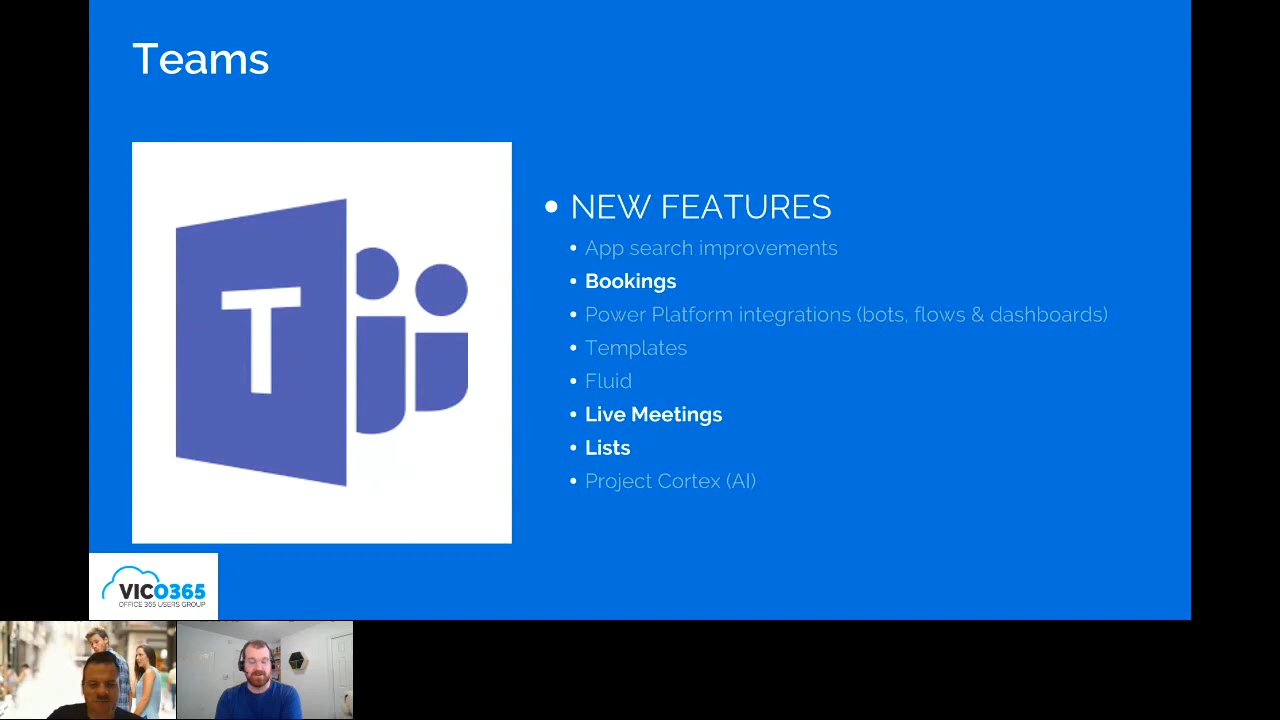 Teams
T
• NEW FEATURES
• App search improvements
• Bookings
• Power Platform integrations (bots, flows & dashboards)
• Templates
• Fluid
• Live Meetings
• Lists
• Project Cortex (AI)
VICO365
OFFICE 365 USERS GROUP